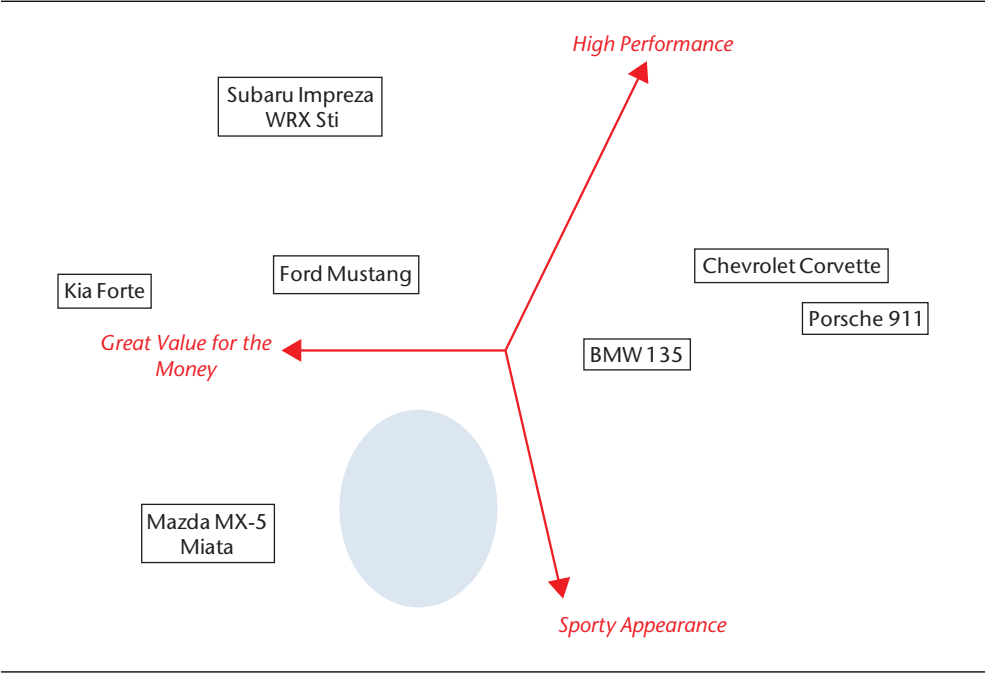 High Performance
Subaru Impreza
WRX Sti
Chevrolet Corvette
Ford Mustang
Kia Forte
Porsche 911
Great Value for the
Money
BMW 135
Mazda MX-5
Miata
Sporty Appearance